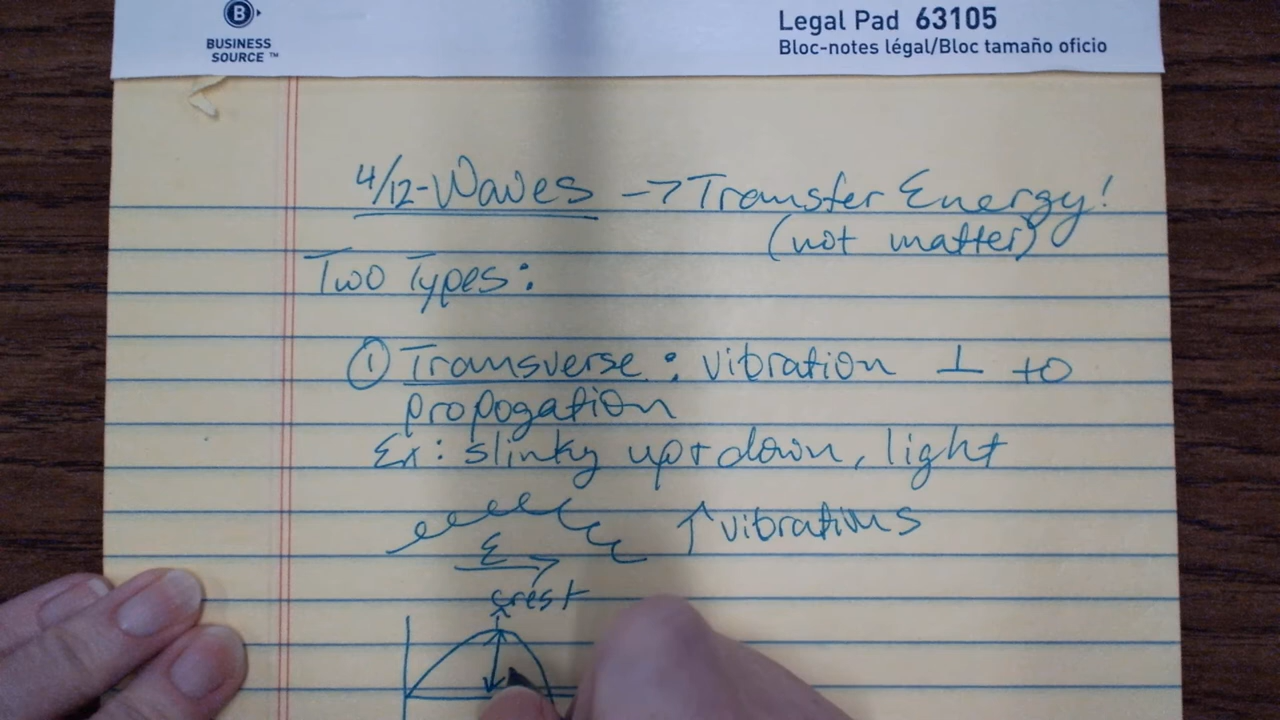 B
BUSINESS
SOURCE ™
Legal Pad 63105
Bloc-notes légal/Bloc tamaño oficio
4/12-Waves → Transfer Energy!
(not matter)
Two Types:
① Transverse: vibration ⊥ to
propogation
Ex: slinky up + down, light
↑ vibrations
E
crest